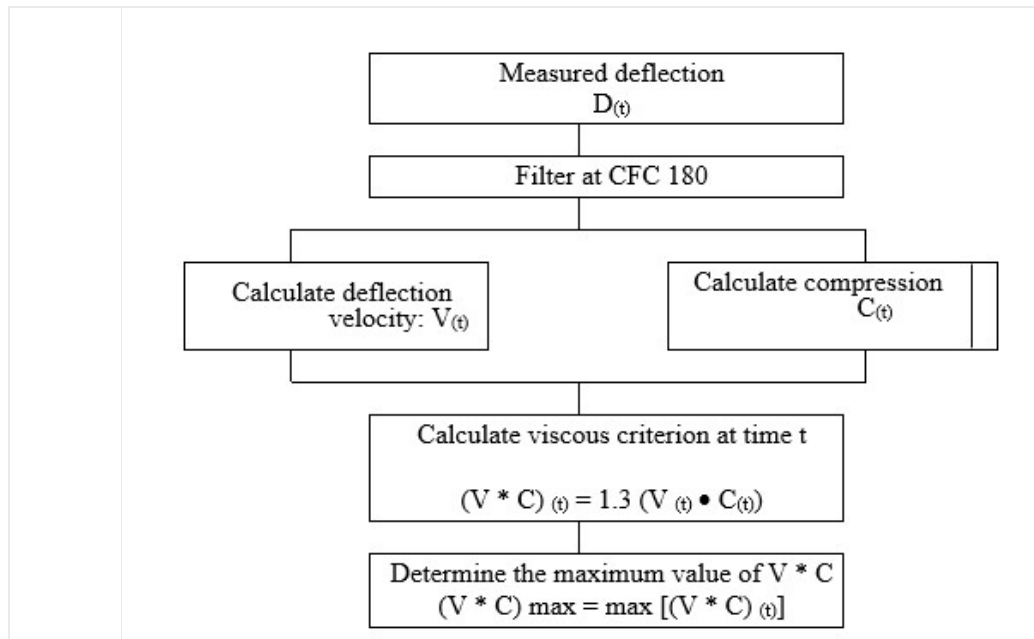 Measured deflection
D(t)
Filter at CFC 180
Calculate deflection
velocity: V(t)
Calculate compression
C(t)
Calculate viscous criterion at time t
(V * C) (t) = 1.3 (V (t) • C(t))
Determine the maximum value of V * C
(V * C) max = max [(V * C) (t)]